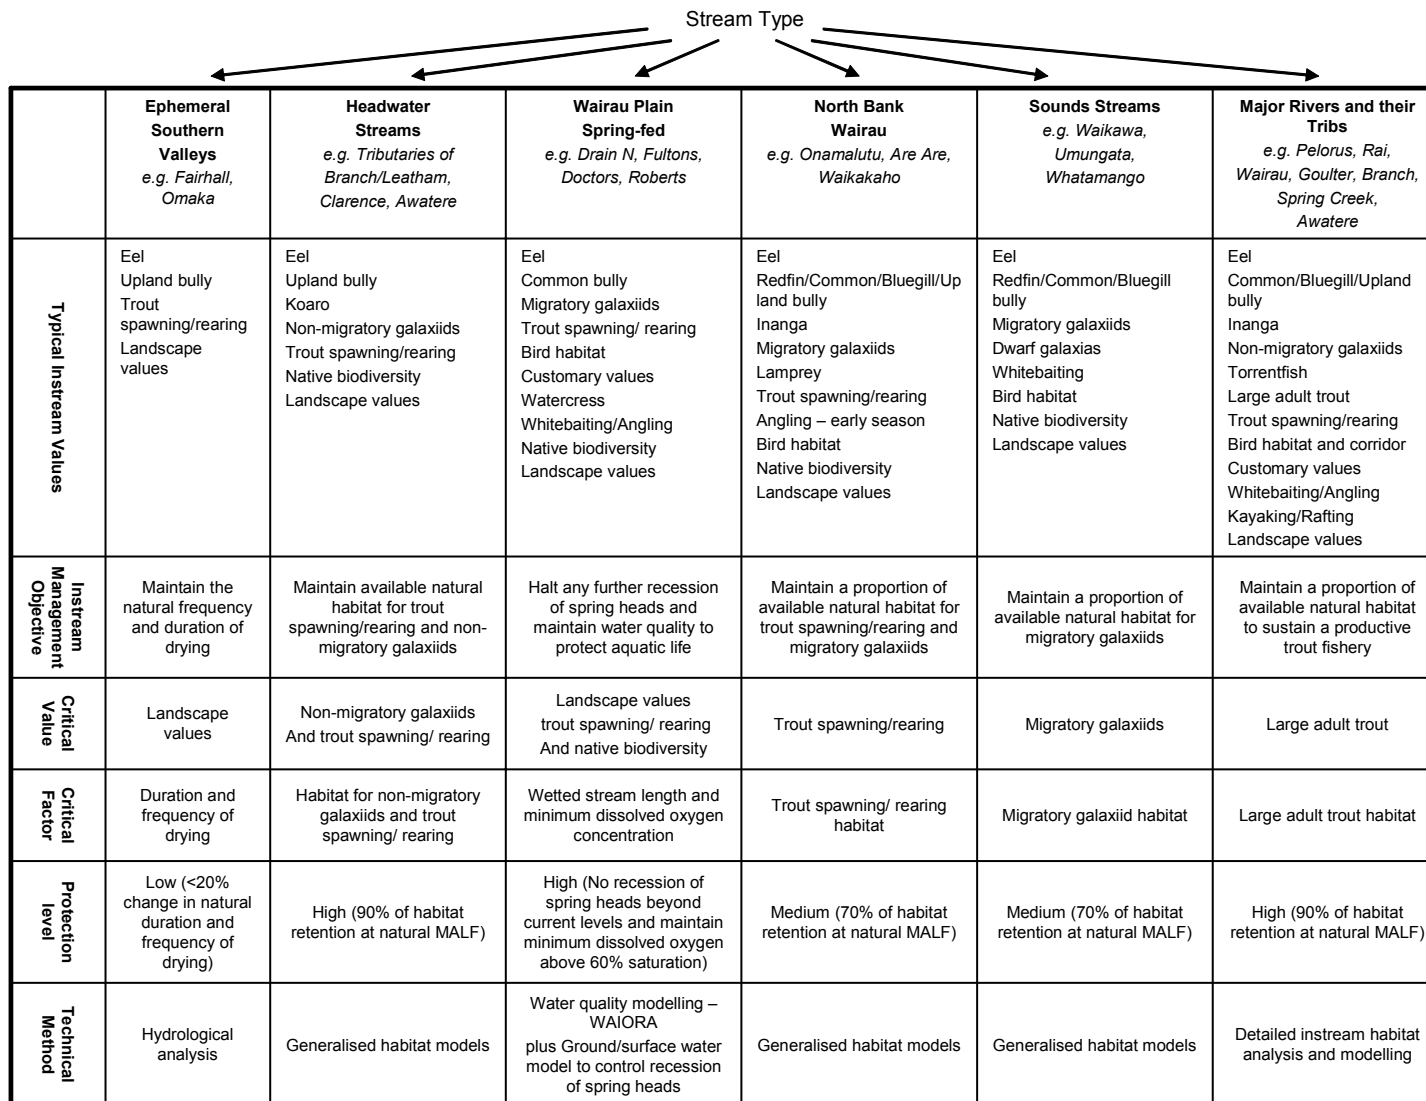 Stream Type
Ephemeral
Southern
Valleys
e.g. Fairhall,
Omaka
Headwater
Streams
e.g. Tributaries of
Branch/Leatham,
Clarence, Awatere
Wairau Plain
Spring-fed
e.g. Drain N, Fultons,
Doctors, Roberts
North Bank
Wairau
e.g. Onamalutu, Are Are,
Waikakaho
Sounds Streams
e.g. Waikawa,
Umungata,
Whatamango
Major Rivers and their
Tribs
e.g. Pelorus, Rai,
Wairau, Goulter, Branch,
Spring Creek,
Awatere
Typical Instream Values
Eel
Upland bully
Trout
spawning/rearing
Landscape
values
Eel
Upland bully
Koaro
Non-migratory galaxiids
Trout spawning/rearing
Native biodiversity
Landscape values
Eel
Common bully
Migratory galaxiids
Trout spawning/ rearing
Bird habitat
Customary values
Watercress
Whitebaiting/Angling
Native biodiversity
Landscape values
Eel
Redfin/Common/Bluegill/Up
land bully
Inanga
Migratory galaxiids
Lamprey
Trout spawning/rearing
Angling – early season
Bird habitat
Native biodiversity
Landscape values
Eel
Redfin/Common/Bluegill
bully
Migratory galaxiids
Dwarf galaxias
Whitebaiting
Bird habitat
Native biodiversity
Landscape values
Eel
Common/Bluegill/Upland
bully
Inanga
Non-migratory galaxiids
Torrentfish
Large adult trout
Trout spawning/rearing
Bird habitat and corridor
Customary values
Whitebaiting/Angling
Kayaking/Rafting
Landscape values
Instream
Management
Objective
Maintain the
natural frequency
and duration of
drying
Maintain available natural
habitat for trout
spawning/rearing and non-
migratory galaxiids
Halt any further recession
of spring heads and
maintain water quality to
protect aquatic life
Maintain a proportion of
available natural habitat for
trout spawning/rearing and
migratory galaxiids
Maintain a proportion of
available natural habitat for
migratory galaxiids
Maintain a proportion of
available natural habitat
to sustain a productive
trout fishery
Critical
Value
Landscape
values
Non-migratory galaxiids
And trout spawning/ rearing
Landscape values
trout spawning/ rearing
And native biodiversity
Trout spawning/rearing
Migratory galaxiids
Large adult trout
Critical
Factor
Duration and
frequency of
drying
Habitat for non-migratory
galaxiids and trout
spawning/ rearing
Wetted stream length and
minimum dissolved oxygen
concentration
Trout spawning/ rearing
habitat
Migratory galaxiid habitat
Large adult trout habitat
Protection
level
Low (<20%
change in natural
duration and
frequency of
drying)
High (90% of habitat
retention at natural MALF)
High (No recession of
spring heads beyond
current levels and maintain
minimum dissolved oxygen
above 60% saturation)
Medium (70% of habitat
retention at natural MALF)
Medium (70% of habitat
retention at natural MALF)
High (90% of habitat
retention at natural MALF)
Technical
Method
Hydrological
analysis
Generalised habitat models
Water quality modelling –
WAIORA
plus Ground/surface water
model to control recession
of spring heads
Generalised habitat models
Generalised habitat models
Detailed instream habitat
analysis and modelling